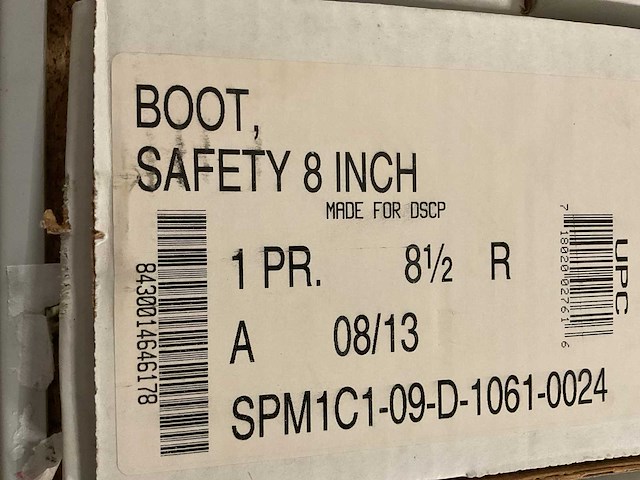 BOOT,
SAFETY 8 INCH
MADE FOR DSCP
1 PR. 8½ R
A 08/13
SPM1C1-09-D-1061-0024
8430014646178
UPC
7 18020 02761 6